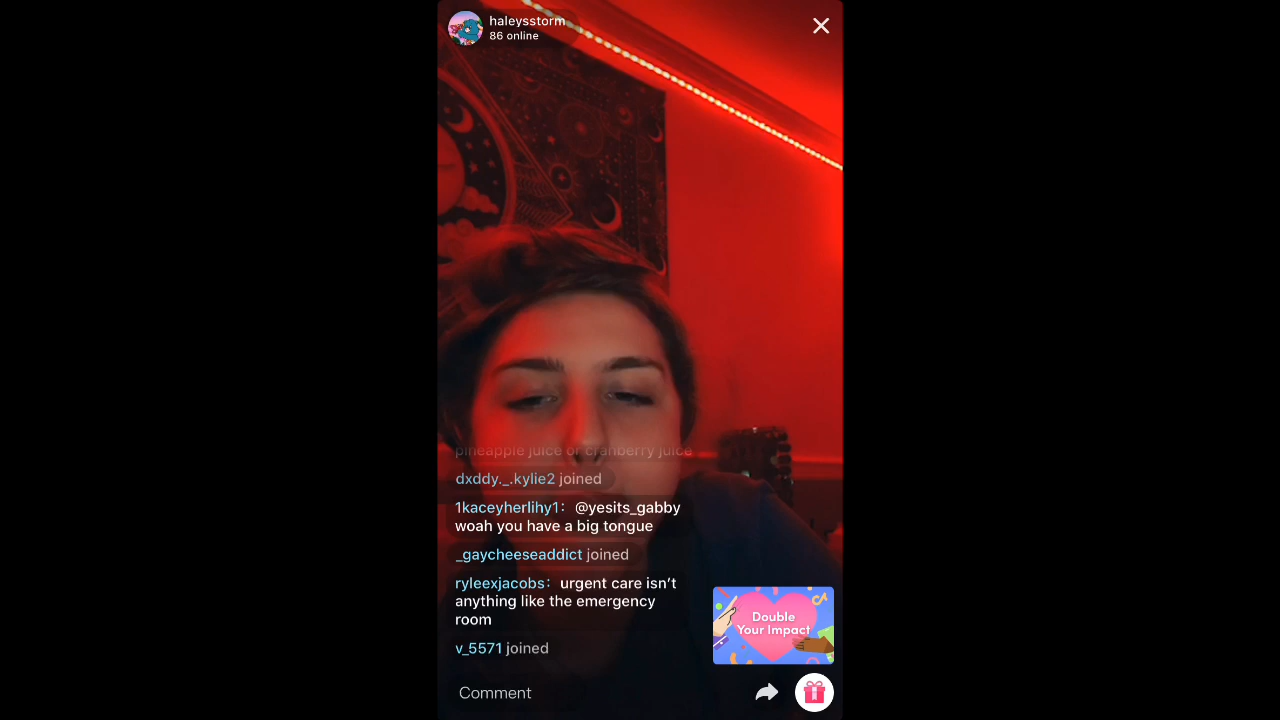 haleysstorm
86 online
pineapple juice or cranberry juice
dxddy._.kylie2 joined
1kaceyherlihy1: @yesits_gabby
woah you have a big tongue
_gaycheeseaddict joined
ryleexjacobs: urgent care isn't
anything like the emergency
room
v_5571 joined
Double
Your Impact
Comment